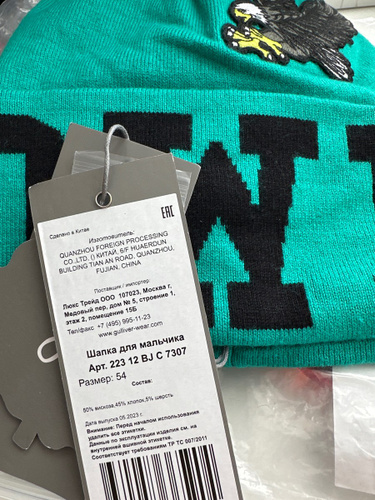 OWL
EAC
Сделано в Китае
Изготовитель:
QUANZHOU FOREIGN PROCESSING
CO.,LTD, () КИТАЙ, 6/F HUAERDUN
BUILDING TIAN AN ROAD, QUANZHOU,
FUJIAN, CHINA
Поставщик / импортер:
Люкс Трейд ООО 107023, Москва г,
Медовый пер, дом № 5, строение 1,
этаж 2, помещение 15Б
Тел/факс +7 (495) 995-11-23
www.gulliver-wear.com
Шапка для мальчика
Арт. 223 12 BJ C 7307
Размер: 54
Состав:
50% вискоза,45% хлопок,5% шерсть
Дата выпуска 05.2023 г.
Внимание: Перед началом использования
удалить все этикетки.
Данные по эксплуатации изделия см. на
внутренней вшивной этикетке.
Соответствует требованиям ТР ТС 007/2011